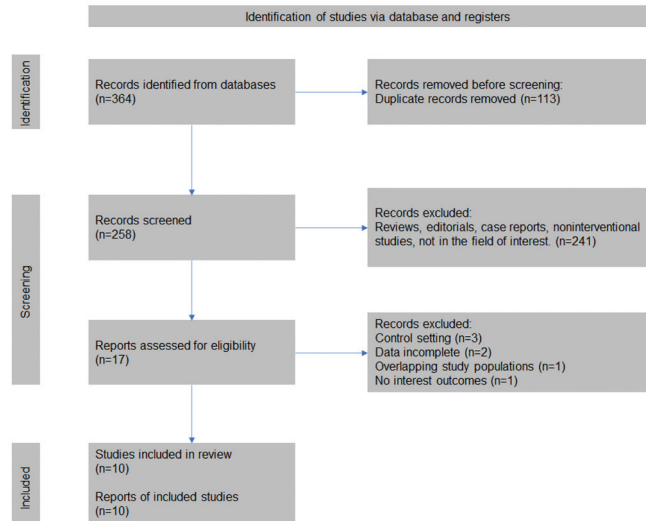 Identification of studies via database and registers
Identification
Records identified from databases
(n=364)
Records removed before screening:
Duplicate records removed (n=113)
Screening
Records screened
(n=258)
Records excluded:
Reviews, editorials, case reports, noninterventional
studies, not in the field of interest. (n=241)
Reports assessed for eligibility
(n=17)
Records excluded:
Control setting (n=3)
Data incomplete (n=2)
Overlapping study populations (n=1)
No interest outcomes (n=1)
Included
Studies included in review
(n=10)
Reports of included studies
(n=10)